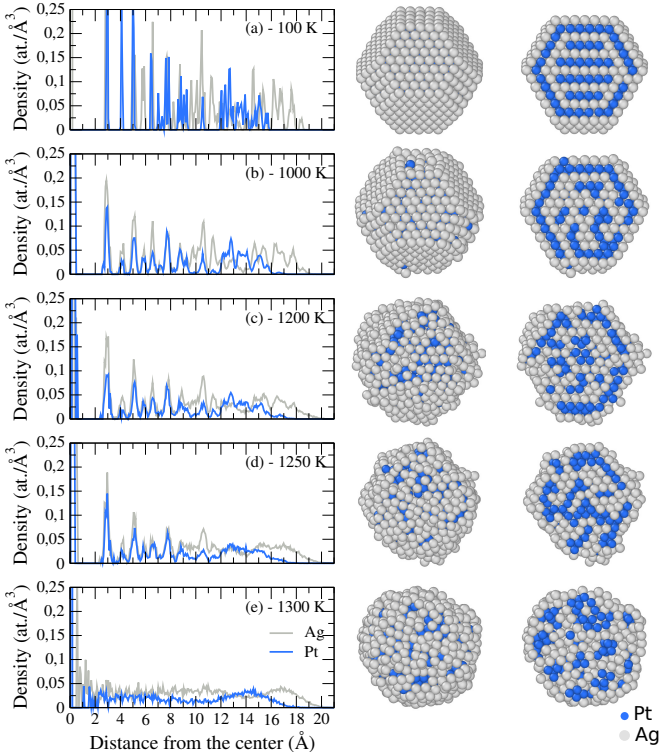 0,25
0,2
0,15
0,1
0,05
0
Density (at./Å³)
(a) - 100 K
0,25
0,2
0,15
0,1
0,05
0
Density (at./Å³)
(b) - 1000 K
0,25
0,2
0,15
0,1
0,05
0
Density (at./Å³)
(c) - 1200 K
0,25
0,2
0,15
0,1
0,05
0
Density (at./Å³)
(d) - 1250 K
0,25
0,2
0,15
0,1
0,05
0
Density (at./Å³)
(e) - 1300 K
Ag
Pt
0 2 4 6 8 10 12 14 16 18 20
Distance from the center (Å)
Pt
Ag